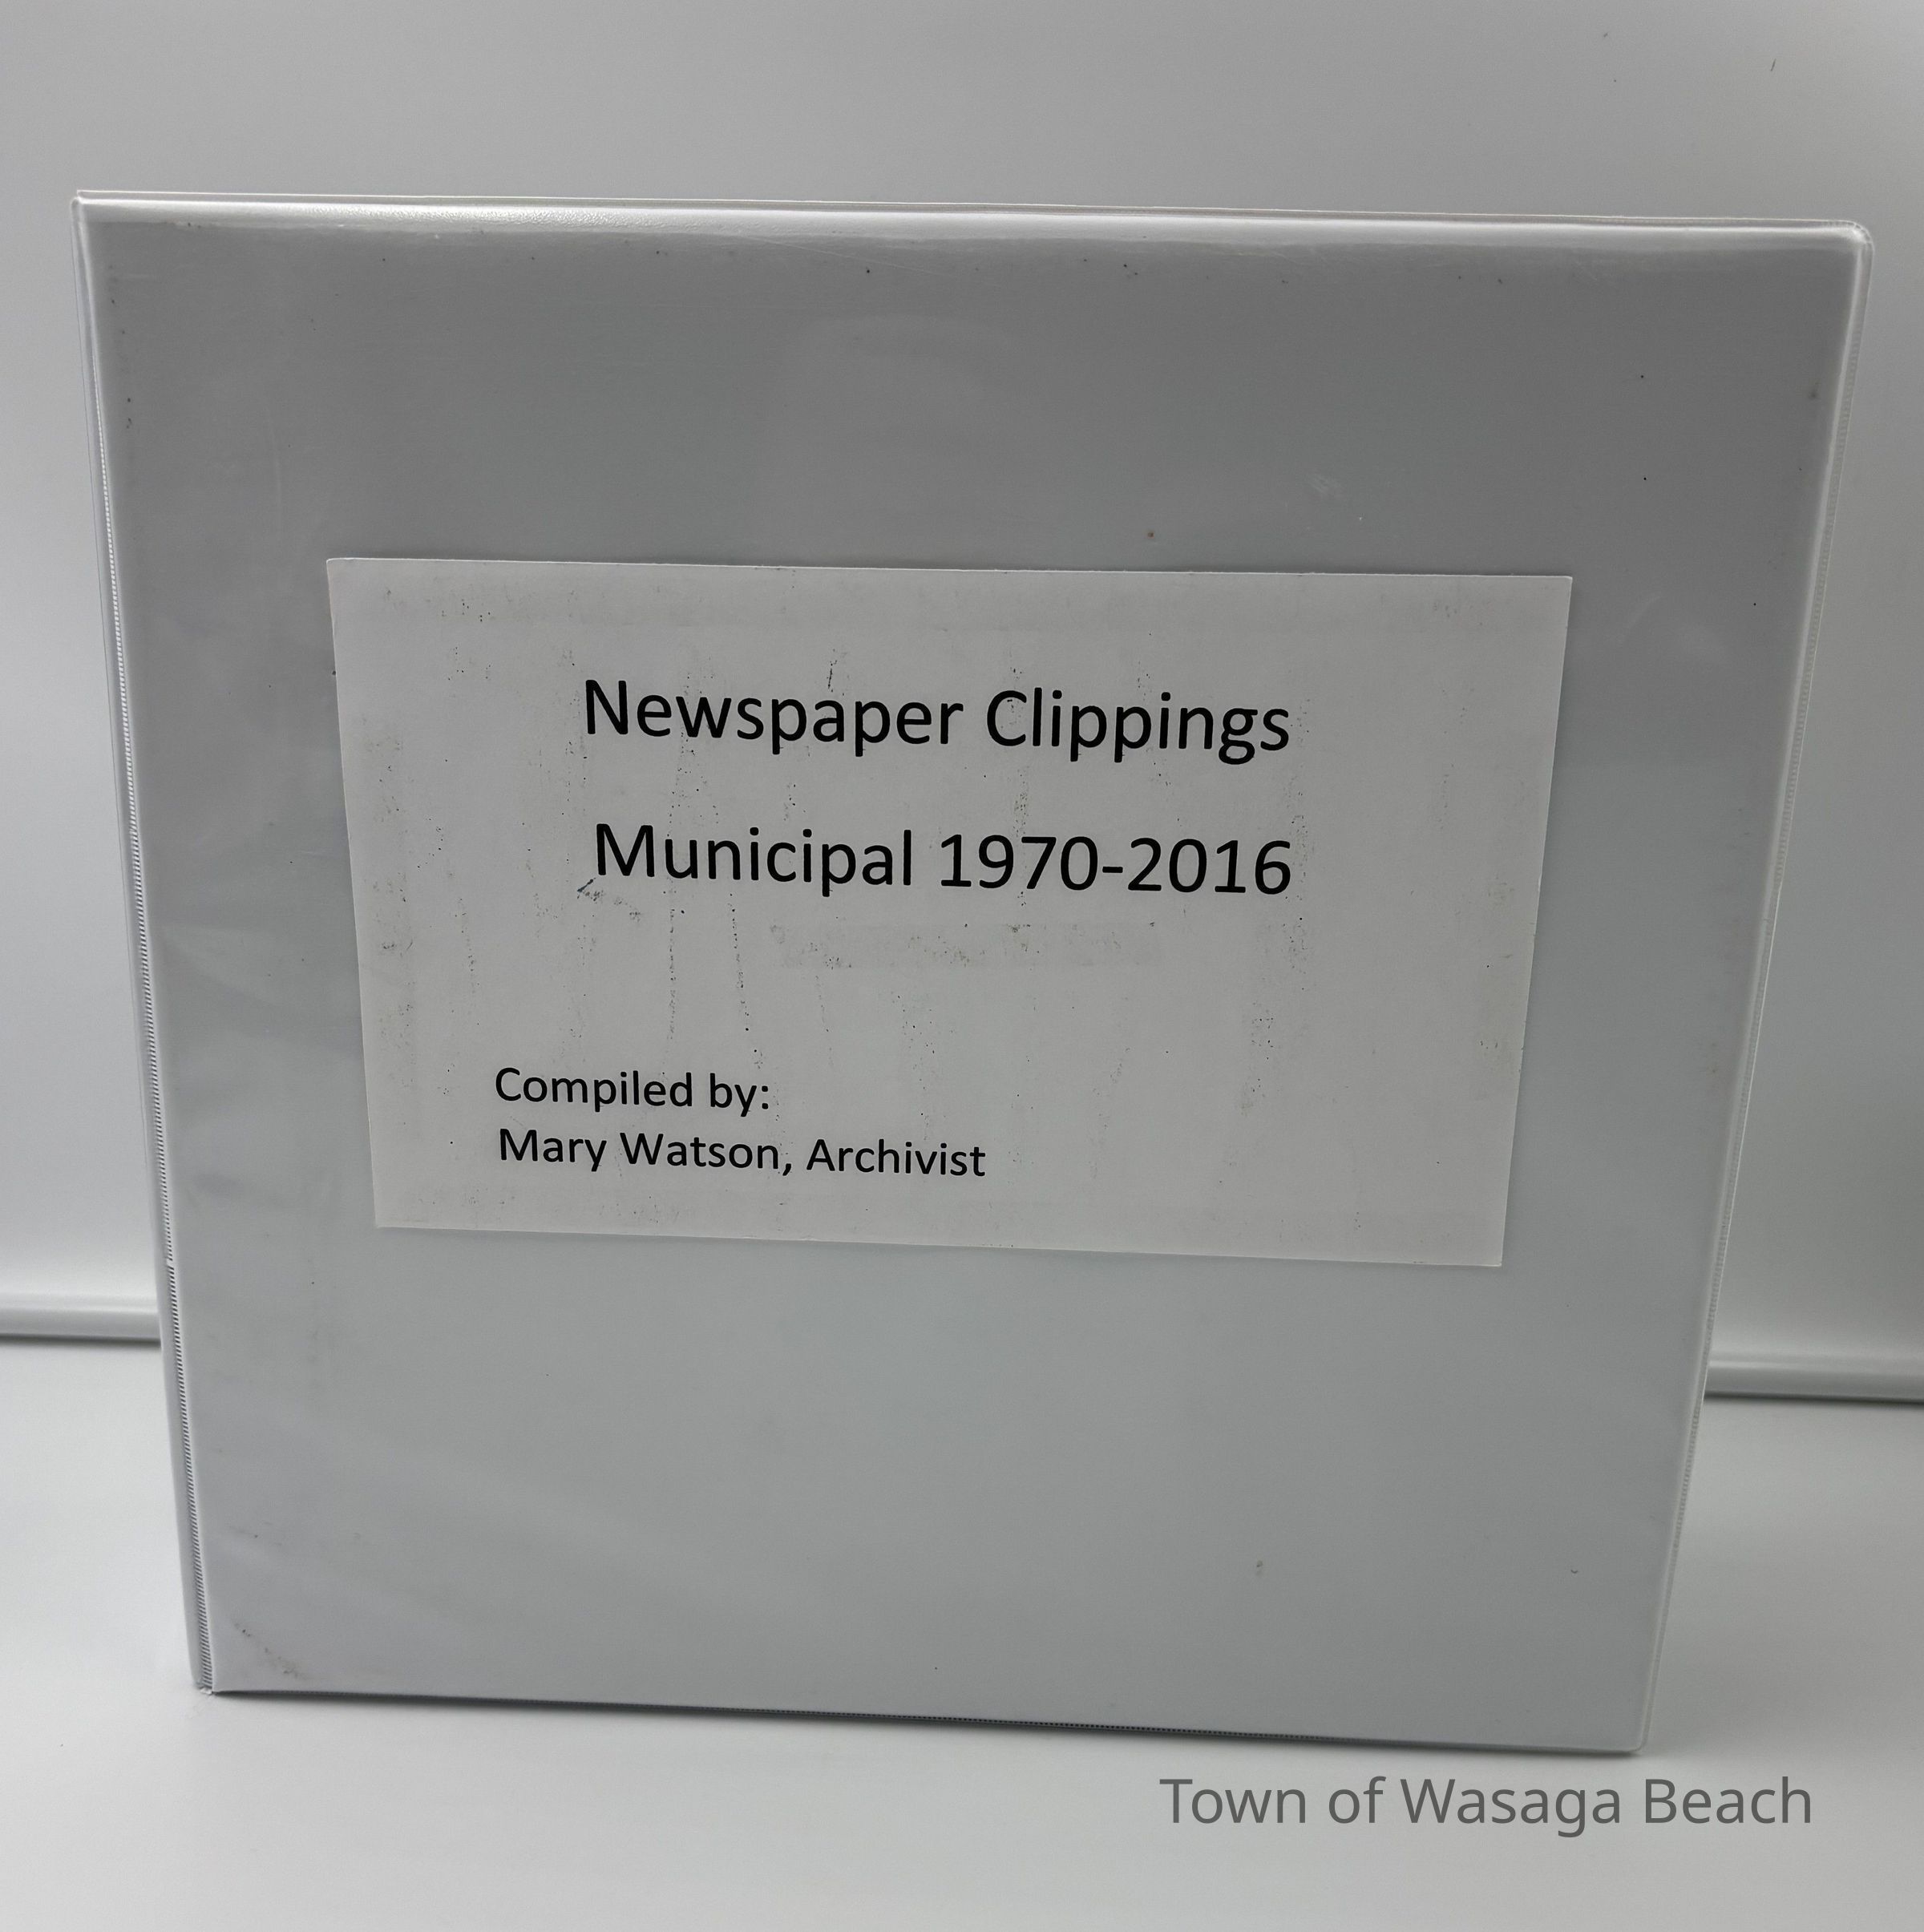 Newspaper Clippings
Municipal 1970-2016
Compiled by:
Mary Watson, Archivist
Town of Wasaga Beach